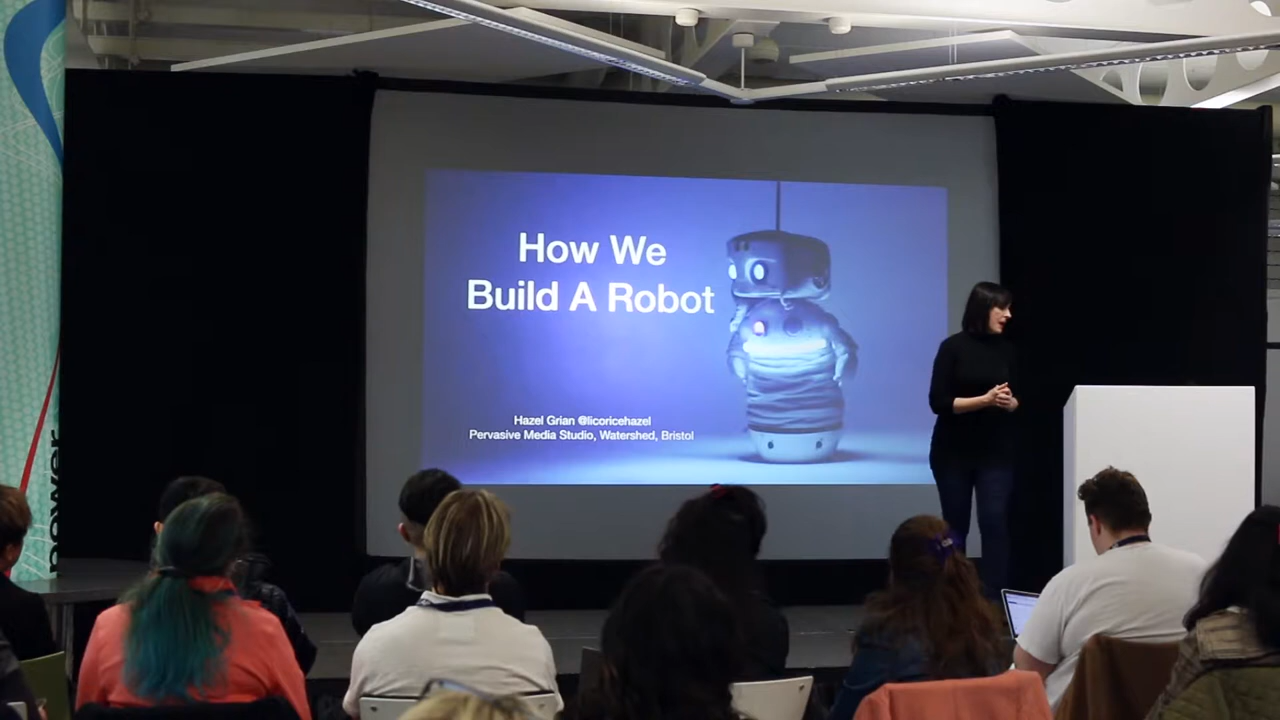 How We
Build A Robot
Hazel Grian @licoricehazel
Pervasive Media Studio, Watershed, Bristol
power